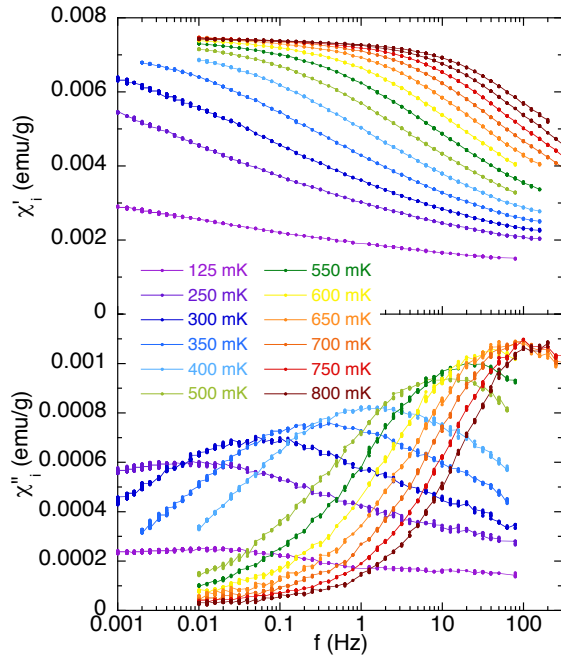 0.008
0.006
0.004
0.002
0
χ'i (emu/g)
125 mK
250 mK
300 mK
350 mK
400 mK
500 mK
550 mK
600 mK
650 mK
700 mK
750 mK
800 mK
0.001
0.0008
0.0006
0.0004
0.0002
0
χ"i (emu/g)
0.001 0.01 0.1 1 10 100
f (Hz)